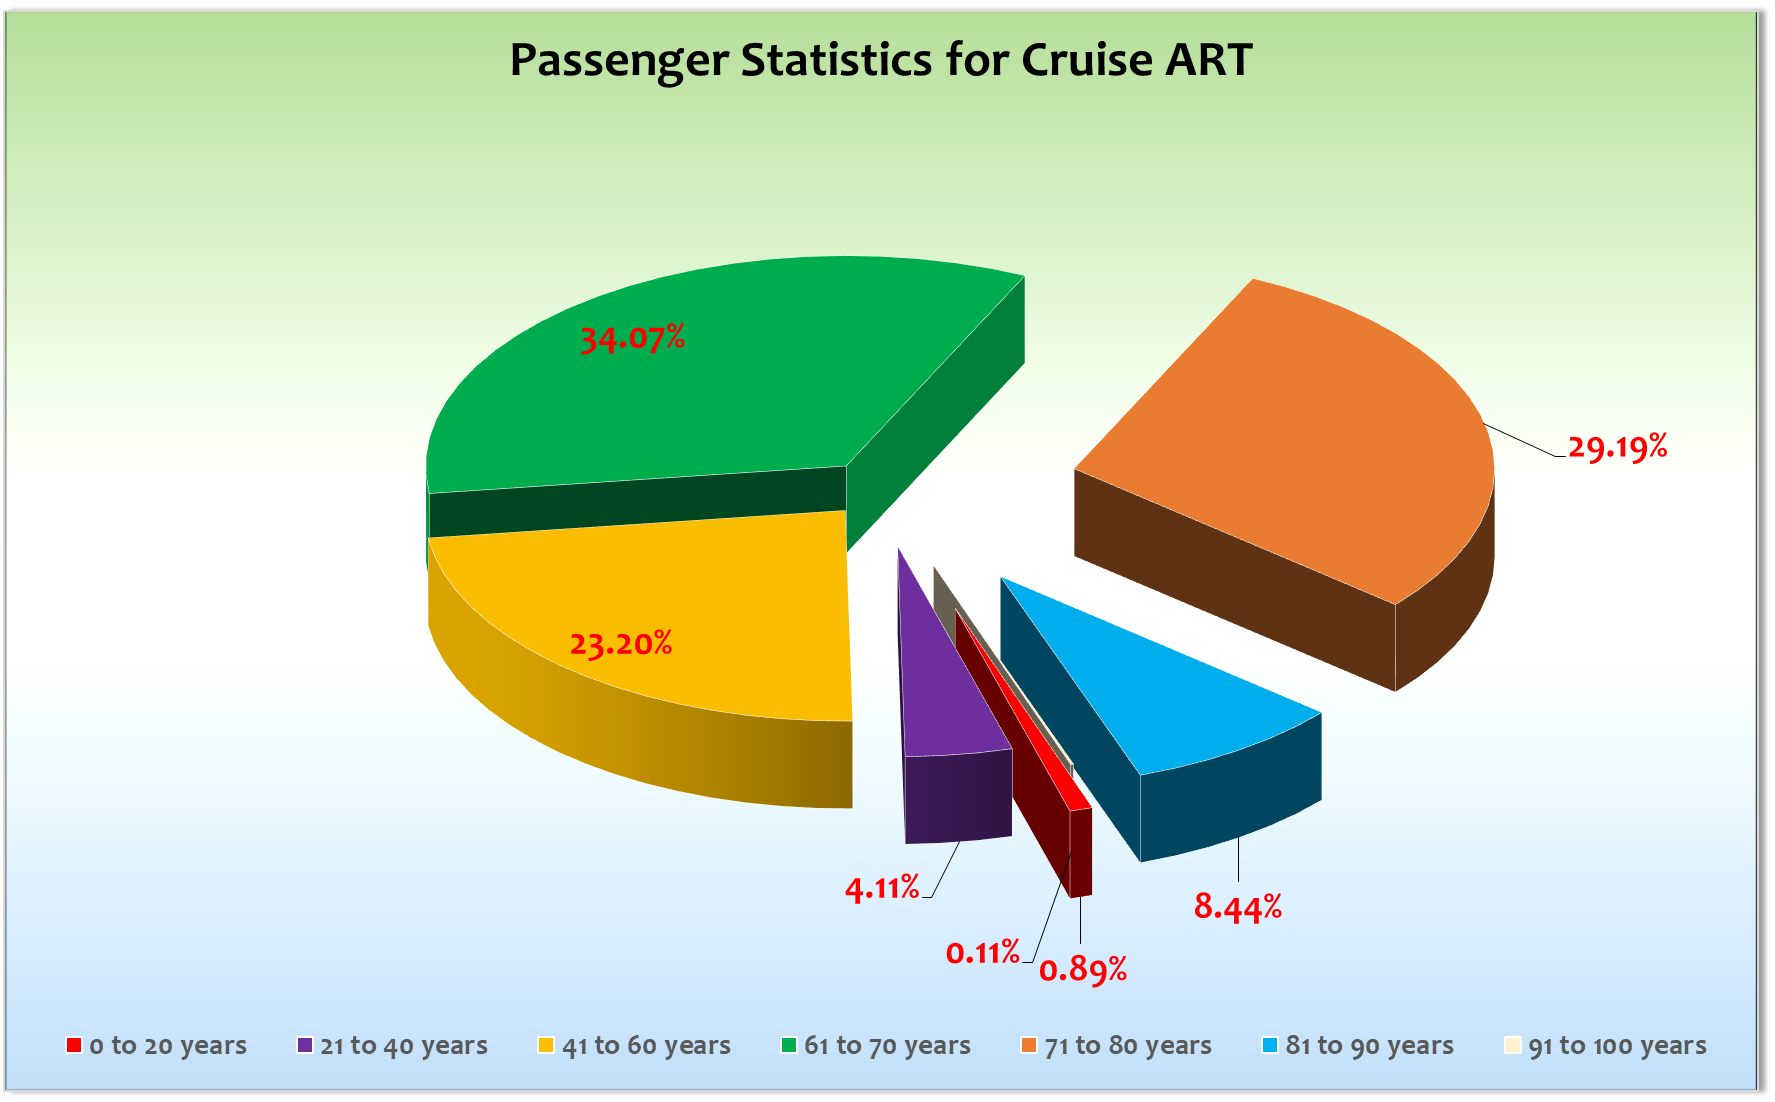 Passenger Statistics for Cruise ART
34.07%
29.19%
23.20%
4.11%
0.11%
0.89%
8.44%
0 to 20 years
21 to 40 years
41 to 60 years
61 to 70 years
71 to 80 years
81 to 90 years
91 to 100 years